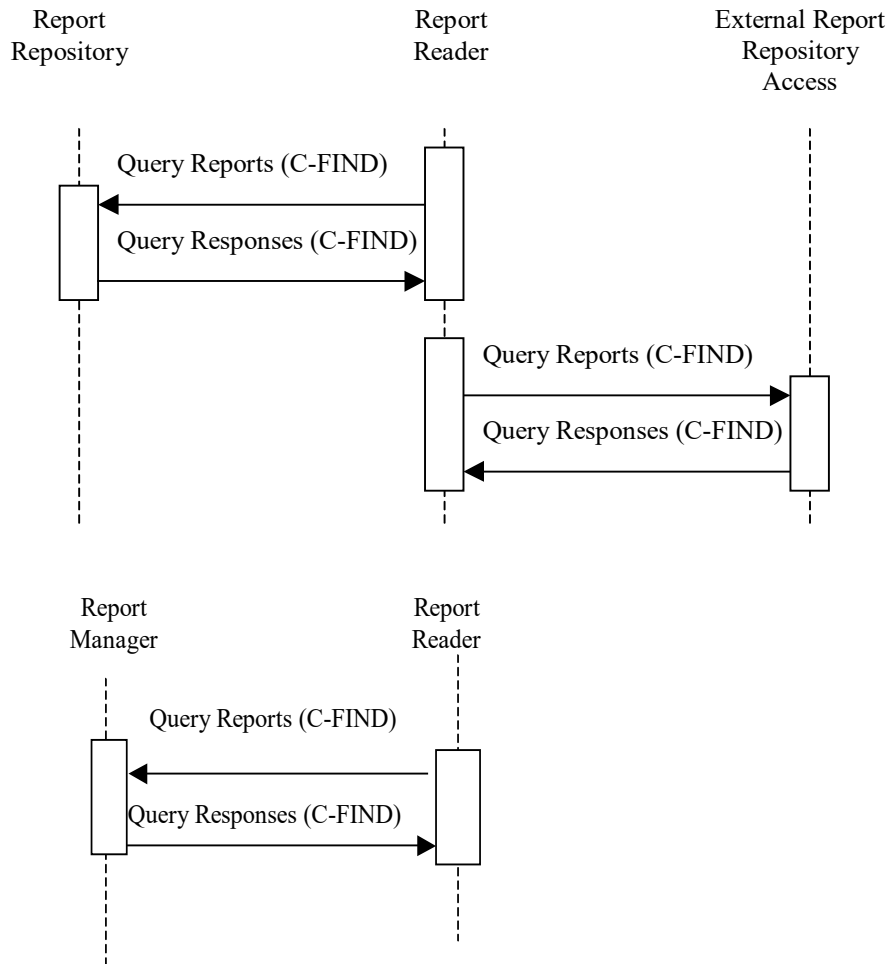 Report
Repository
Report
Reader
External Report
Repository
Access
Query Reports (C-FIND)
Query Responses (C-FIND)
Query Reports (C-FIND)
Query Responses (C-FIND)
Report
Manager
Report
Reader
Query Reports (C-FIND)
Query Responses (C-FIND)